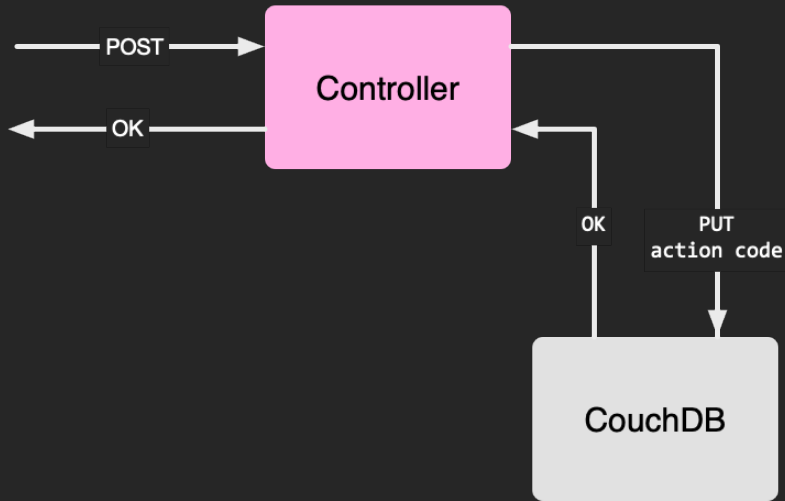 POST
Controller
OK
OK
PUT
action code
CouchDB